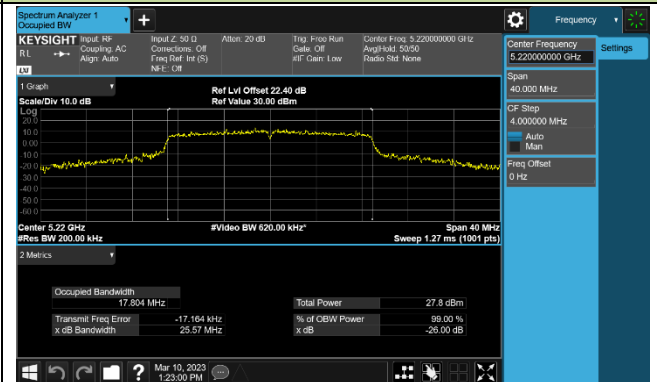 Spectrum Analyzer 1
Occupied BW
+
Frequency
KEYSIGHT
RL
LXI
Input: RF
Coupling: AC
Align: Auto
Input Z: 50 Ω
Corrections: Off
Freq Ref: Int (S)
NFE: Off
Atten: 20 dB
Trig: Free Run
Gate: Off
#IF Gain: Low
Center Freq: 5.220000000 GHz
Avg|Hold: 50/50
Radio Std: None
Center Frequency
5.220000000 GHz
Settings
Span
40.000 MHz
CF Step
4.000000 MHz
Auto
Man
Freq Offset
0 Hz
1 Graph
Scale/Div 10.0 dB
Ref Lvl Offset 22.40 dB
Ref Value 30.00 dBm
Log
20.0
10.0
0.00
-10.0
-20.0
-30.0
-40.0
-50.0
-60.0
Center 5.22 GHz
#Video BW 620.00 kHz*
Span 40 MHz
#Res BW 200.00 kHz
Sweep 1.27 ms (1001 pts)
2 Metrics
Occupied Bandwidth
17.804 MHz
Total Power 27.8 dBm
Transmit Freq Error -17.164 kHz
% of OBW Power 99.00 %
x dB Bandwidth 25.57 MHz
x dB -26.00 dB
?
Mar 10, 2023
1:23:00 PM